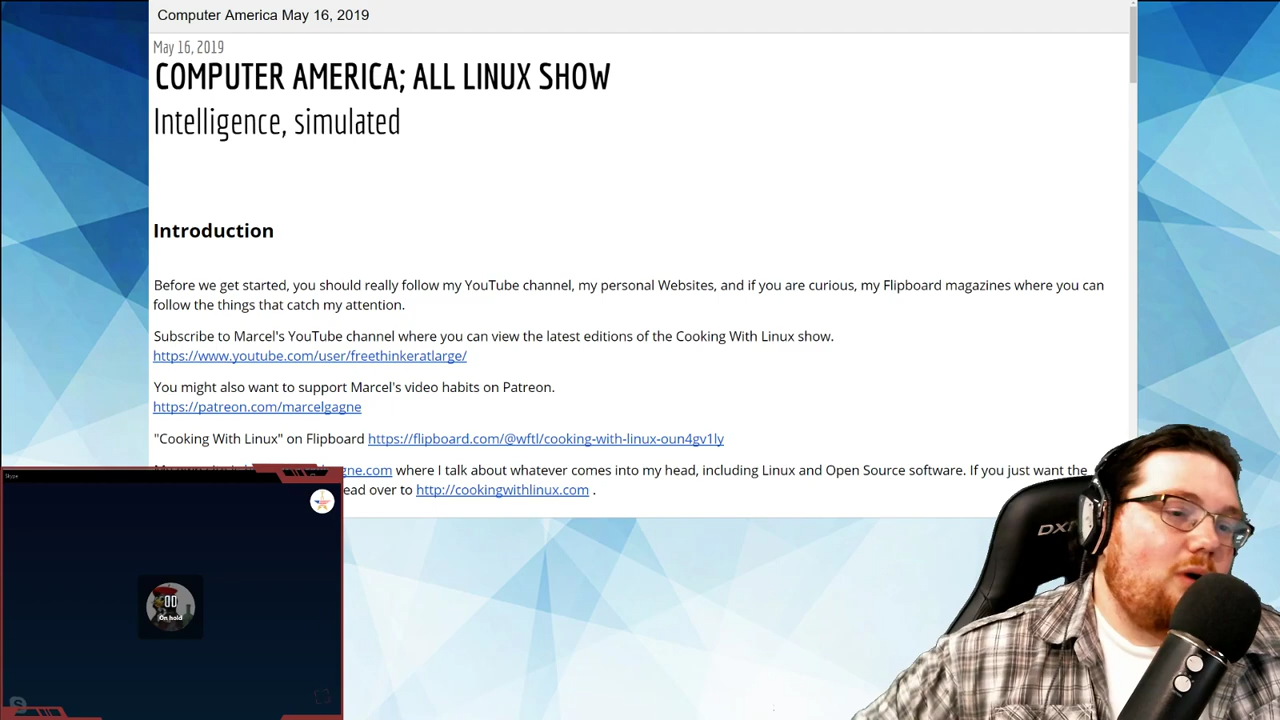 Computer America May 16, 2019
May 16, 2019
COMPUTER AMERICA; ALL LINUX SHOW
Intelligence, simulated
Introduction
Before we get started, you should really follow my YouTube channel, my personal Websites, and if you are curious, my Flipboard magazines where you can
follow the things that catch my attention.
Subscribe to Marcel's YouTube channel where you can view the latest editions of the Cooking With Linux show.
https://www.youtube.com/user/freethinkeratlarge/
You might also want to support Marcel's video habits on Patreon.
https://patreon.com/marcelgagne
"Cooking With Linux" on Flipboard https://flipboard.com/@wftl/cooking-with-linux-oun4gv1ly
gne.com where I talk about whatever comes into my head, including Linux and Open Source software. If you just want the
ead over to http://cookingwithlinux.com .
Skype
On hold
DX